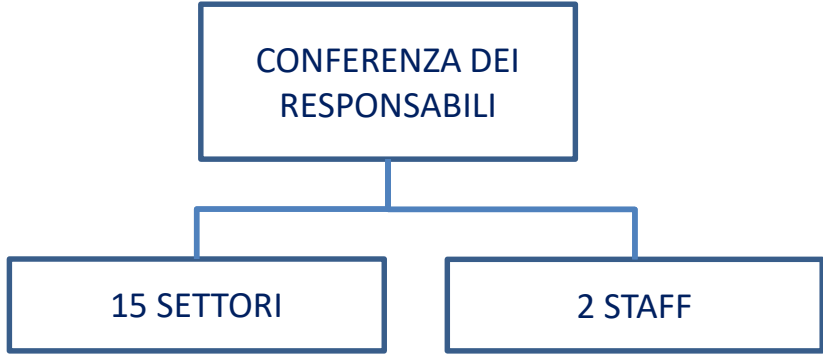 CONFERENZA DEI
RESPONSABILI
15 SETTORI
2 STAFF